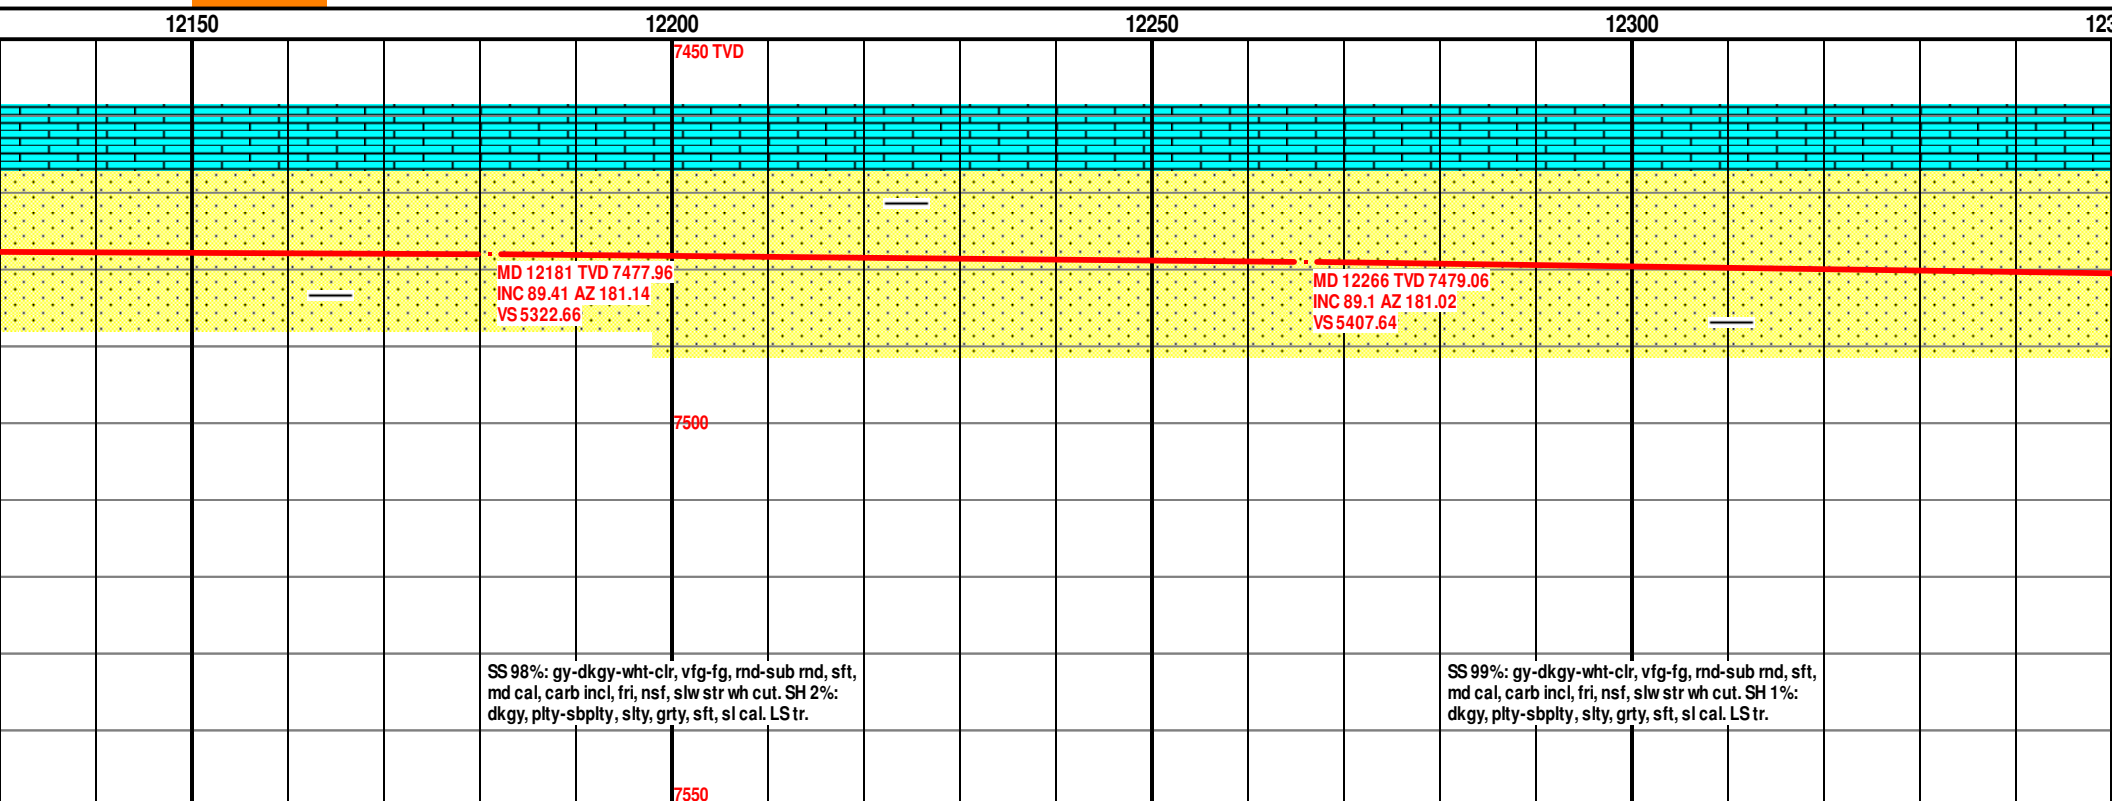 12150 12200 12250 12300 123
7450 TVD
MD 12181 TVD 7477.96
INC 89.41 AZ 181.14
VS 5322.66
MD 12266 TVD 7479.06
INC 89.1 AZ 181.02
VS 5407.64
7500
SS 98%: gy-dkgy-wht-clr, vfg-fg, rnd-sub rnd, sft,
md cal, carb incl, fri, nsf, slw str wh cut. SH 2%:
dkgy, plty-sbplty, slty, grty, sft, sl cal. LS tr.
SS 99%: gy-dkgy-wht-clr, vfg-fg, rnd-sub rnd, sft,
md cal, carb incl, fri, nsf, slw str wh cut. SH 1%:
dkgy, plty-sbplty, slty, grty, sft, sl cal. LS tr.
7550